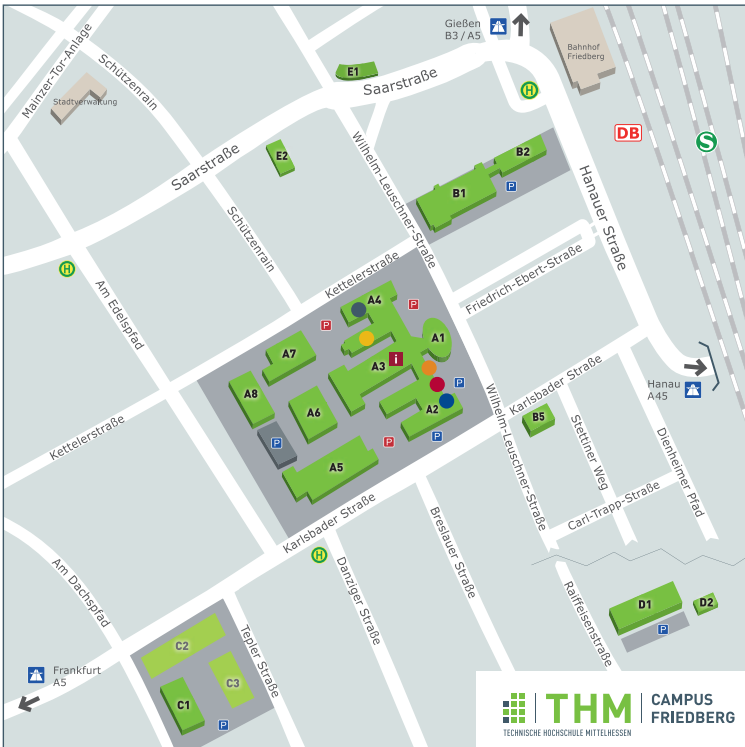 Gießen
B3 / A5
Bahnhof
Friedberg
Mainzer-Tor-Anlage
Schützenrain
Stadtverwaltung
E1
Saarstraße
H
DB
S
E2
Saarstraße
Wilhelm-Leuschner-Straße
B2
B1
P
Hanauer Straße
Schützenrain
H
Kettelerstraße
Friedrich-Ebert-Straße
Am Edelspfad
A4
P
P
A1
A7
A3
i
A8
A6
A2
P
P
P
P
A5
Kettelerstraße
Karlsbader Straße
Hanau
A45
B5
Wilhelm-Leuschner-Straße
Stettiner Weg
Dienheimer Pfad
Carl-Trapp-Straße
Karlsbader Straße
H
Breslauer Straße
Danziger Straße
Am Dachspfad
Raiffeisenstraße
D1
D2
P
Tepler Straße
C2
C3
C1
P
Frankfurt
A5
THM
CAMPUS
FRIEDBERG
TECHNISCHE HOCHSCHULE MITTELHESSEN